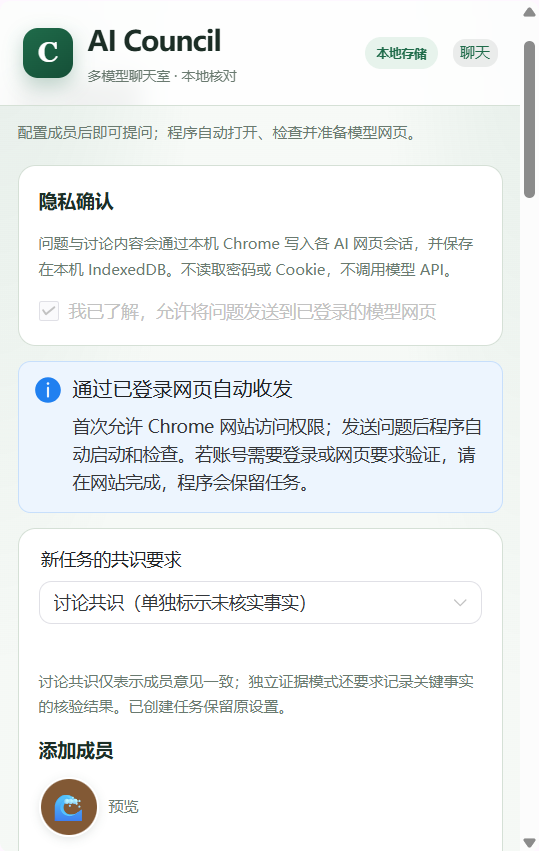 C
AI Council
多模型聊天室 · 本地核对
本地存储
聊天
配置成员后即可提问；程序自动打开、检查并准备模型网页。
隐私确认
问题与讨论内容会通过本机 Chrome 写入各 AI 网页会话，并保存
在本机 IndexedDB。不读取密码或 Cookie，不调用模型 API。
我已了解，允许将问题发送到已登录的模型网页
通过已登录网页自动收发
首次允许 Chrome 网站访问权限；发送问题后程序自
动启动和检查。若账号需要登录或网页要求验证，请
在网站完成，程序会保留任务。
新任务的共识要求
讨论共识（单独标示未核实事实）
讨论共识仅表示成员意见一致；独立证据模式还要求记录关键事实
的核验结果。已创建任务保留原设置。
添加成员
预览